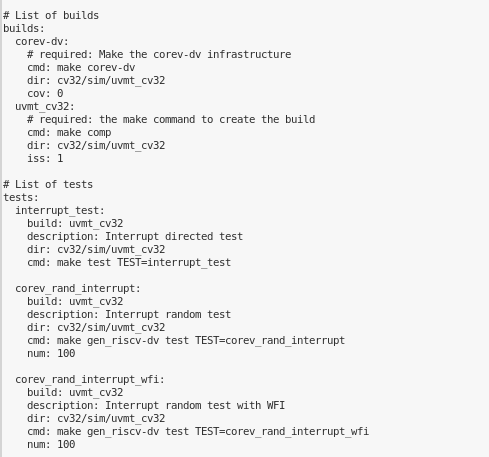 # List of builds
builds:
  corev-dv:
    # required: Make the corev-dv infrastructure
    cmd: make corev-dv
    dir: cv32/sim/uvmt_cv32
    cov: 0
  uvmt_cv32:
    # required: the make command to create the build
    cmd: make comp
    dir: cv32/sim/uvmt_cv32
    iss: 1

# List of tests
tests:
  interrupt_test:
    build: uvmt_cv32
    description: Interrupt directed test
    dir: cv32/sim/uvmt_cv32
    cmd: make test TEST=interrupt_test

  corev_rand_interrupt:
    build: uvmt_cv32
    description: Interrupt random test
    dir: cv32/sim/uvmt_cv32
    cmd: make gen_riscv-dv test TEST=corev_rand_interrupt
    num: 100

  corev_rand_interrupt_wfi:
    build: uvmt_cv32
    description: Interrupt random test with WFI
    dir: cv32/sim/uvmt_cv32
    cmd: make gen_riscv-dv test TEST=corev_rand_interrupt_wfi
    num: 100